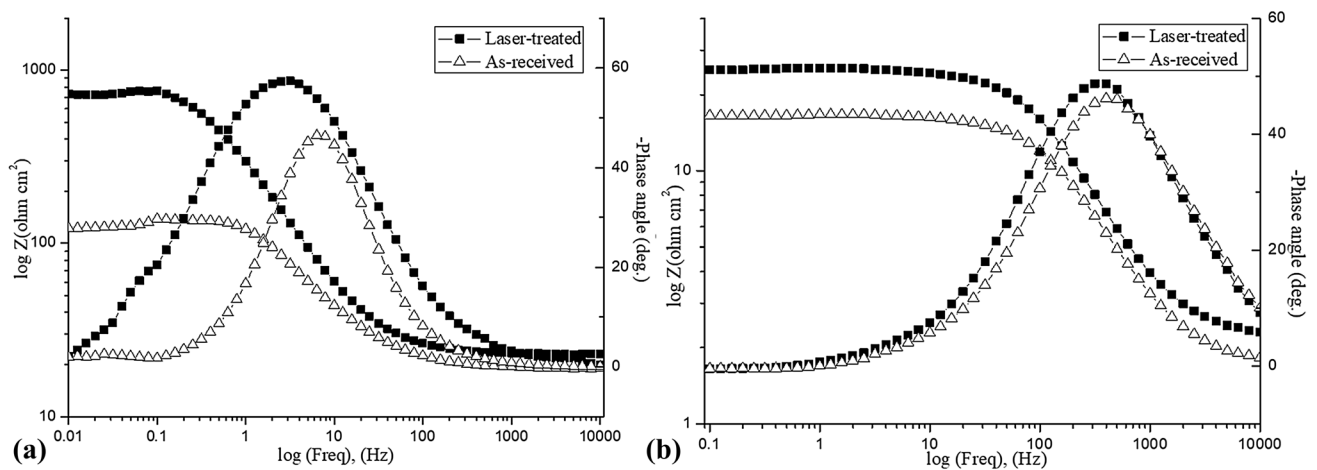 Laser-treated
As-received
1000
100
10
log Z(ohm cm²)
60
40
20
0
-Phase angle (deg.)
0.01 0.1 1 10 100 1000 10000
log (Freq), (Hz)
(a)
Laser-treated
As-received
10
1
log Z(ohm cm²)
60
40
20
0
-Phase angle (deg.)
0.1 1 10 100 1000 10000
log (Freq), (Hz)
(b)